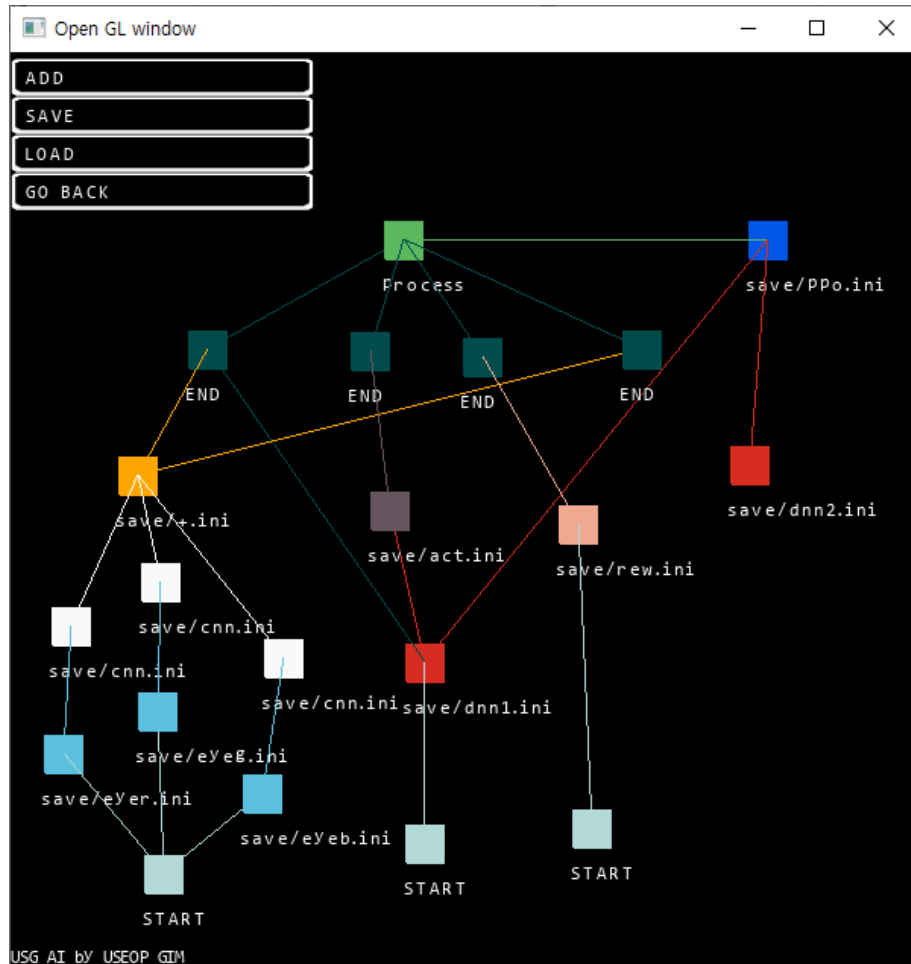 Open GL window
ADD
SAVE
LOAD
GO BACK
Process
save/PPo.ini
END
END
END
END
save/+.ini
save/dnn2.ini
save/act.ini
save/rew.ini
save/cnn.ini
save/cnn.ini
save/cnn.ini
save/dnn1.ini
save/eyeg.ini
save/eyer.ini
save/eyeb.ini
START
START
START
USG AI by USEOP GIM